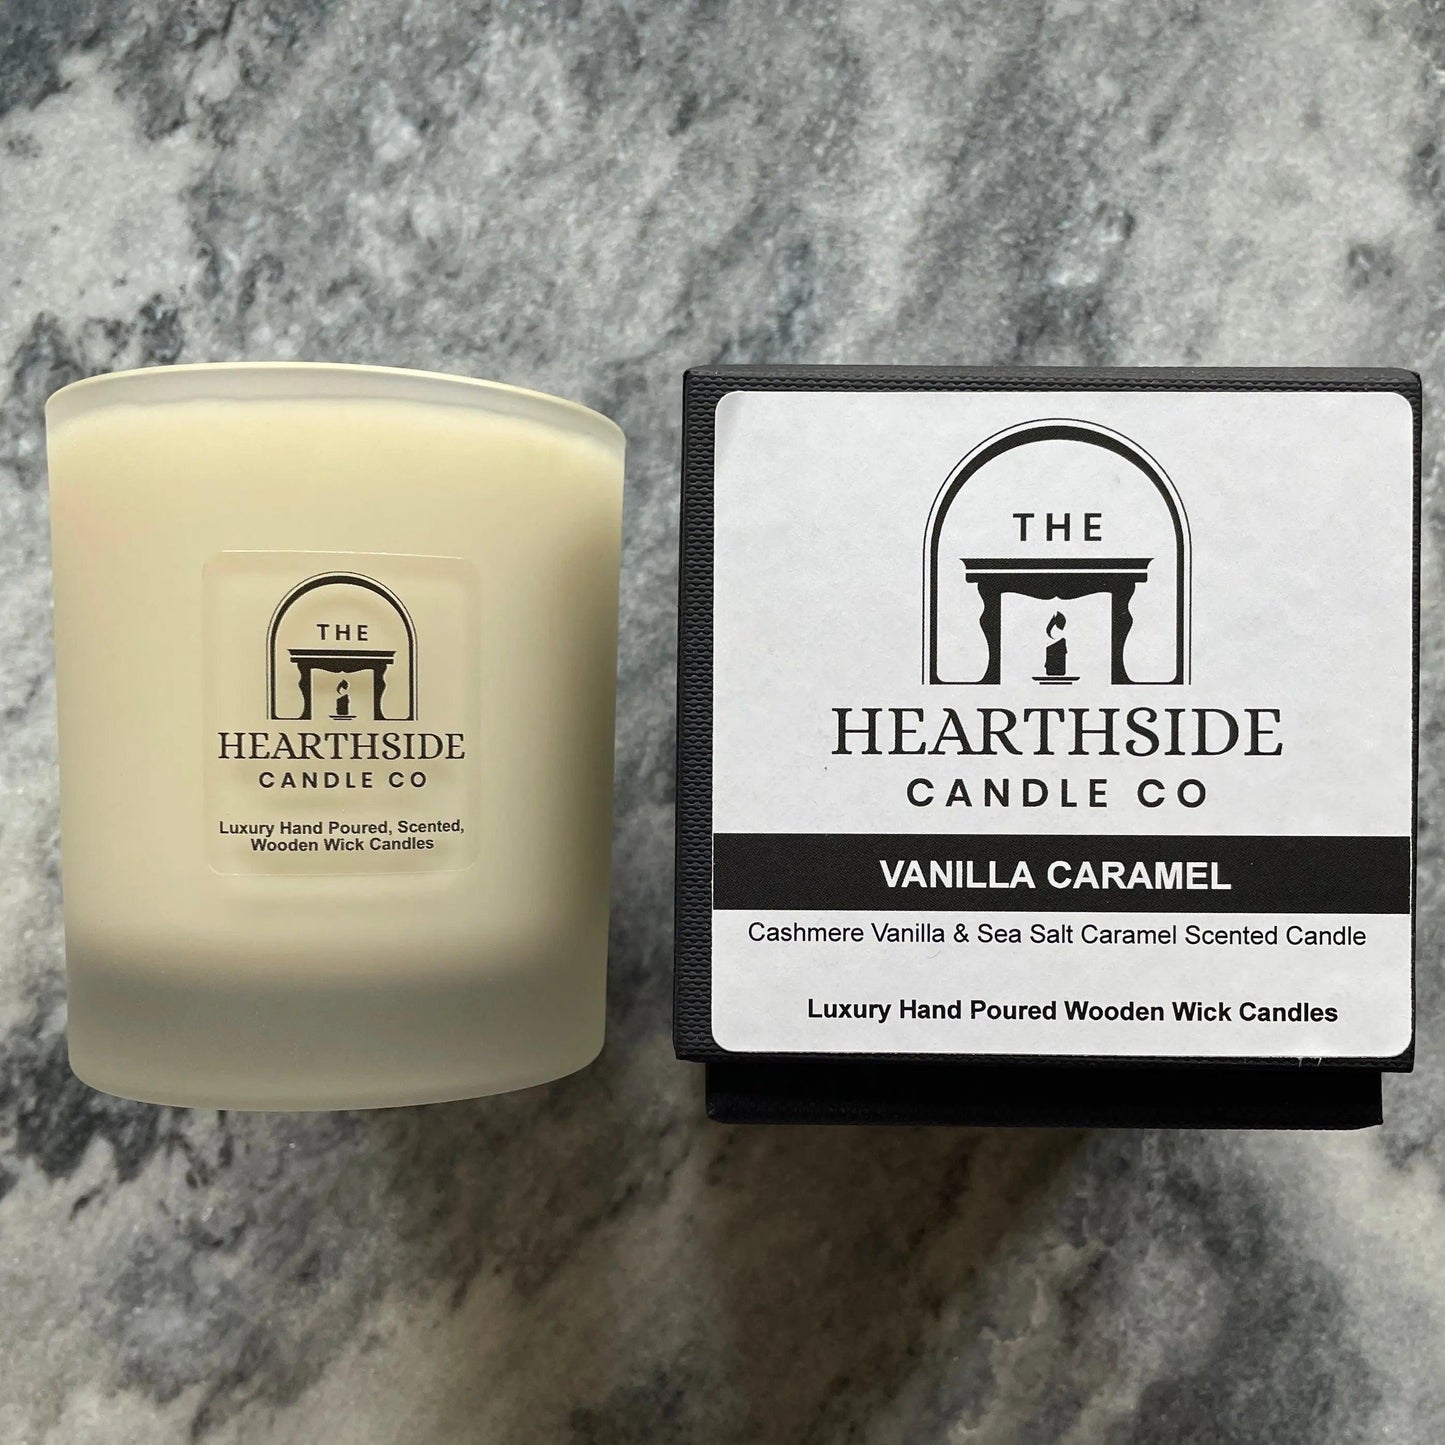 THE
HEARTHSIDE
CANDLE CO
Luxury Hand Poured, Scented,
Wooden Wick Candles
THE
HEARTHSIDE
CANDLE CO
VANILLA CARAMEL
Cashmere Vanilla & Sea Salt Caramel Scented Candle
Luxury Hand Poured Wooden Wick Candles